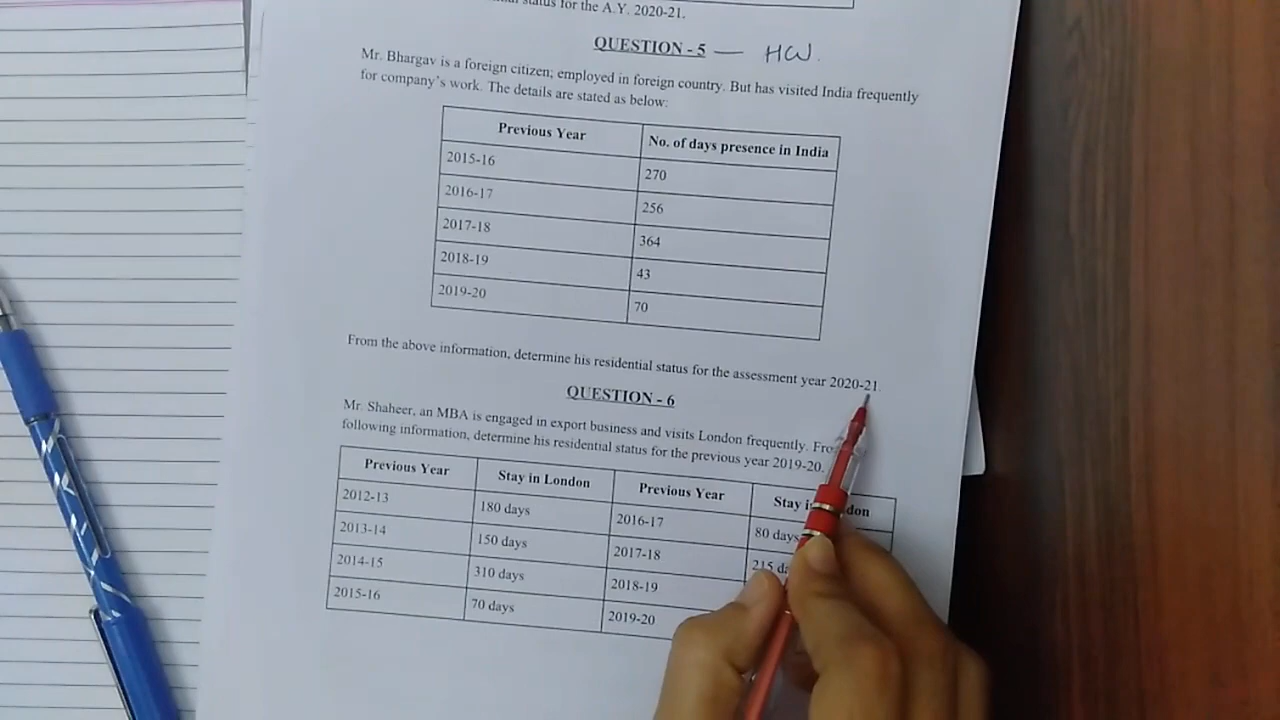 status for the A.Y. 2020-21.
QUESTION - 5 — HW.
Mr. Bhargav is a foreign citizen; employed in foreign country. But has visited India frequently
for company's work. The details are stated as below:
Previous Year No. of days presence in India
2015-16 270
2016-17 256
2017-18 364
2018-19 43
2019-20 70
From the above information, determine his residential status for the assessment year 2020-21.
QUESTION - 6
Mr. Shaheer, an MBA is engaged in export business and visits London frequently.
following information, determine his residential status for the previous year 2019-20.
Previous Year Stay in London Previous Year Stay
2012-13 180 days 2016-17 80 days
2013-14 150 days 2017-18 215
2014-15 310 days 2018-19
2015-16 70 days 2019-20